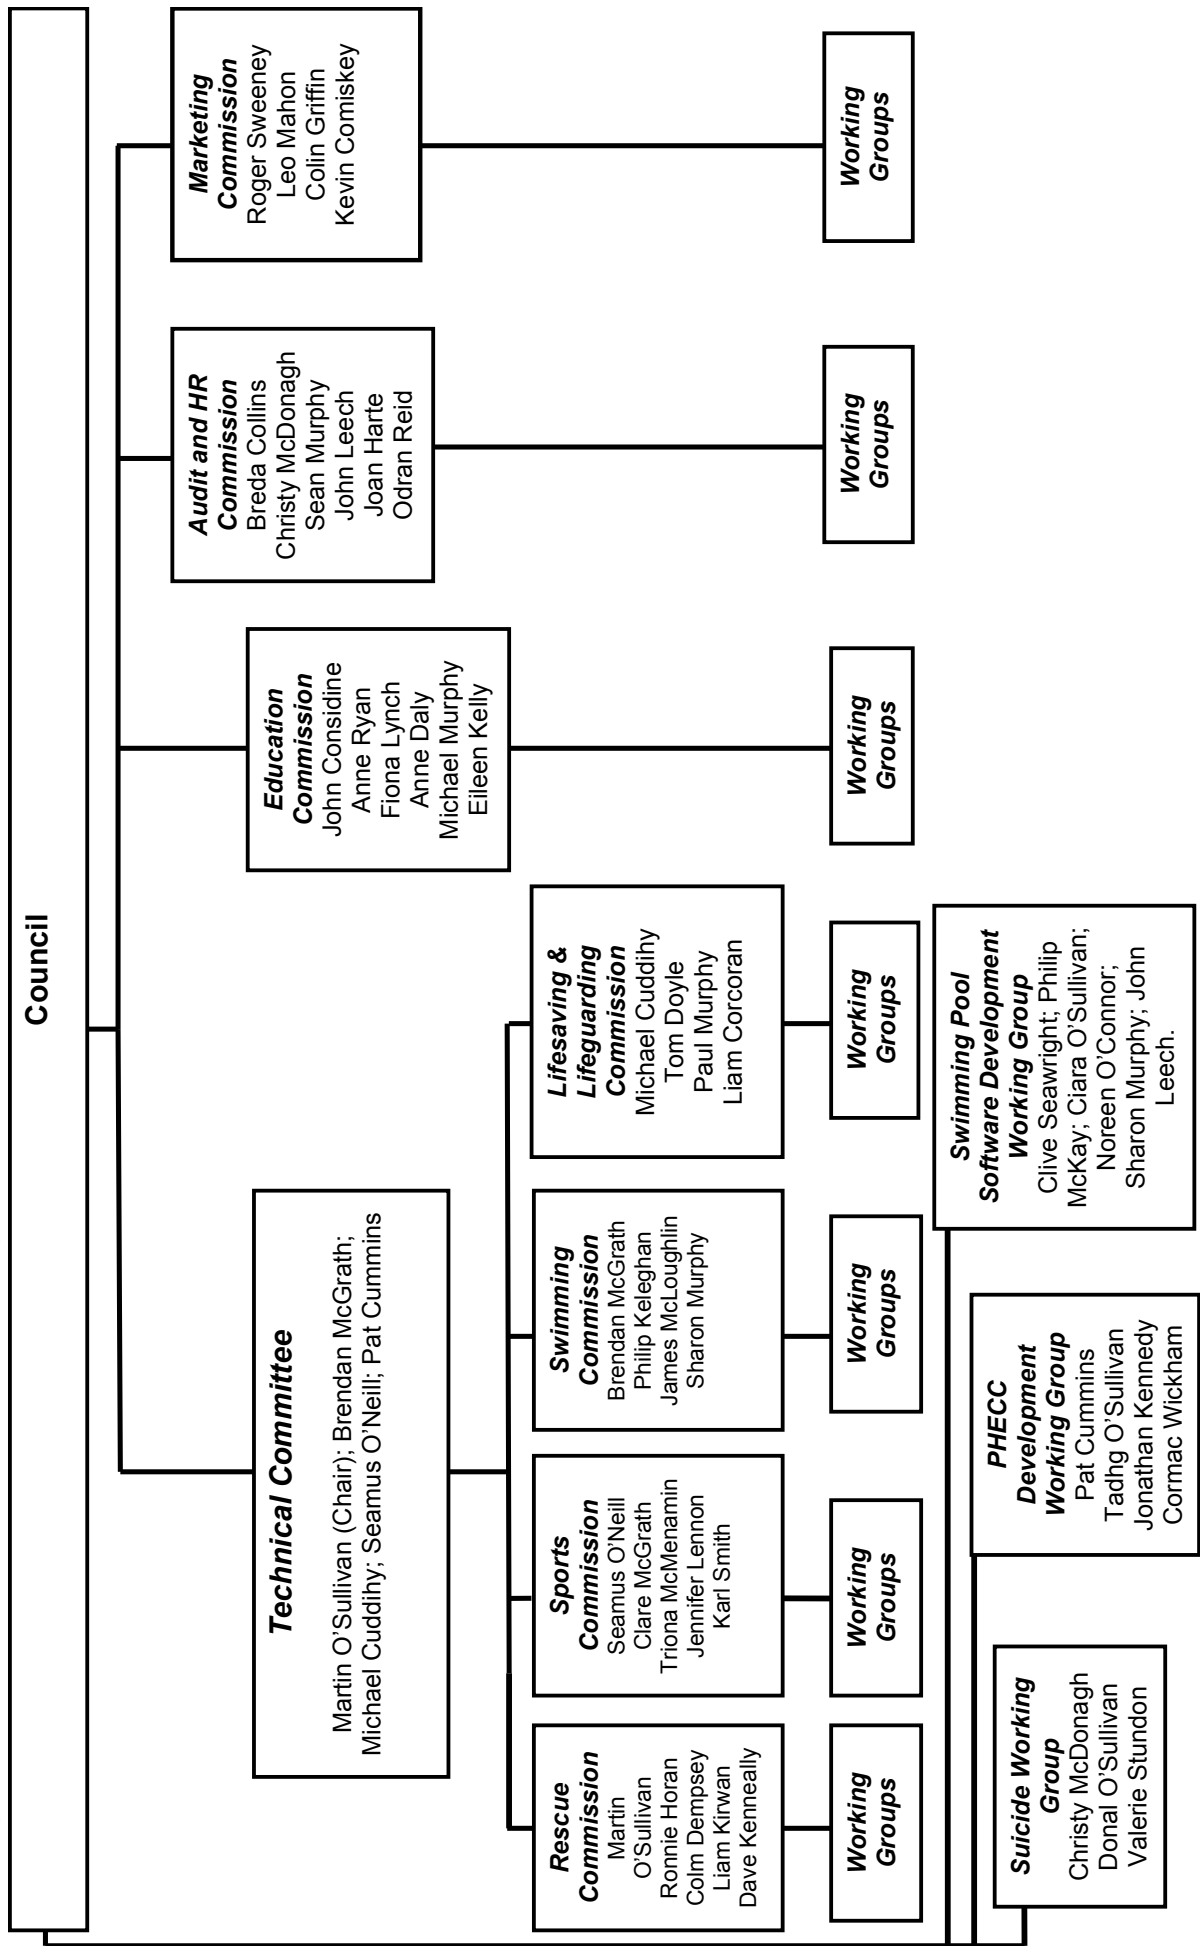 Council
Technical Committee
Martin O'Sullivan (Chair); Brendan McGrath;
Michael Cuddihy; Seamus O'Neill; Pat Cummins
Education
Commission
John Considine
Anne Ryan
Fiona Lynch
Anne Daly
Michael Murphy
Eileen Kelly
Audit and HR
Commission
Breda Collins
Christy McDonagh
Sean Murphy
John Leech
Joan Harte
Odran Reid
Marketing
Commission
Roger Sweeney
Leo Mahon
Colin Griffin
Kevin Comiskey
Rescue
Commission
Martin
O'Sullivan
Ronnie Horan
Colm Dempsey
Liam Kirwan
Dave Kenneally
Sports
Commission
Seamus O'Neill
Clare McGrath
Triona McMenamin
Jennifer Lennon
Karl Smith
Swimming
Commission
Brendan McGrath
Philip Keleghan
James McLoughlin
Sharon Murphy
Lifesaving &
Lifeguarding
Commission
Michael Cuddihy
Tom Doyle
Paul Murphy
Liam Corcoran
Working
Groups
Working
Groups
Working
Groups
Working
Groups
Working
Groups
Working
Groups
Working
Groups
Suicide Working
Group
Christy McDonagh
Donal O'Sullivan
Valerie Stundon
PHECC
Development
Working Group
Pat Cummins
Tadhg O'Sullivan
Jonathan Kennedy
Cormac Wickham
Swimming Pool
Software Development
Working Group
Clive Seawright; Philip
McKay; Ciara O'Sullivan;
Noreen O'Connor;
Sharon Murphy; John
Leech.